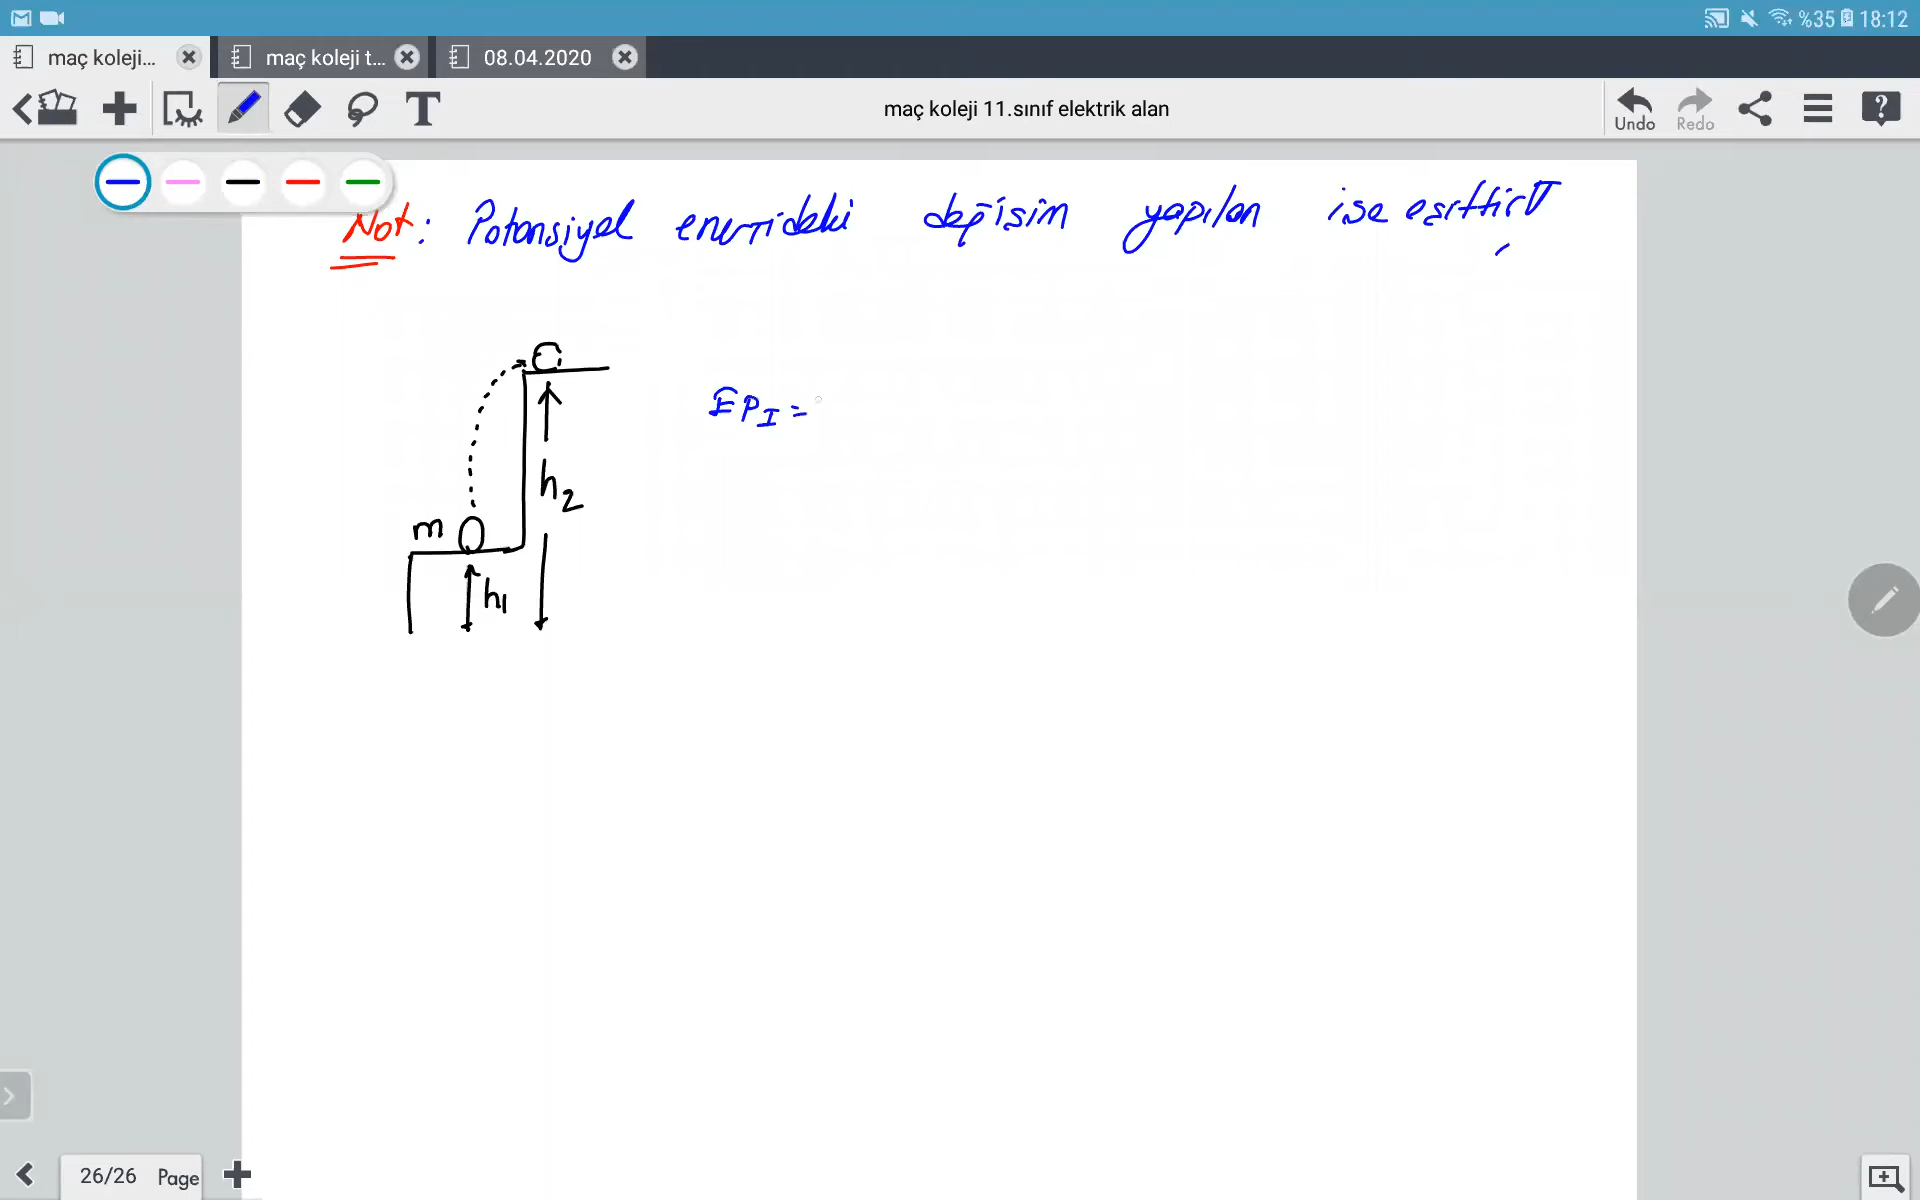 %35 18:12
maç koleji... maç koleji t... 08.04.2020
T maç koleji 11.sınıf elektrik alan Undo Redo
Not: Potansiyel enerjideki değişim yapılan işe eşittir
EPI =
h2
m
h1
26/26 Page